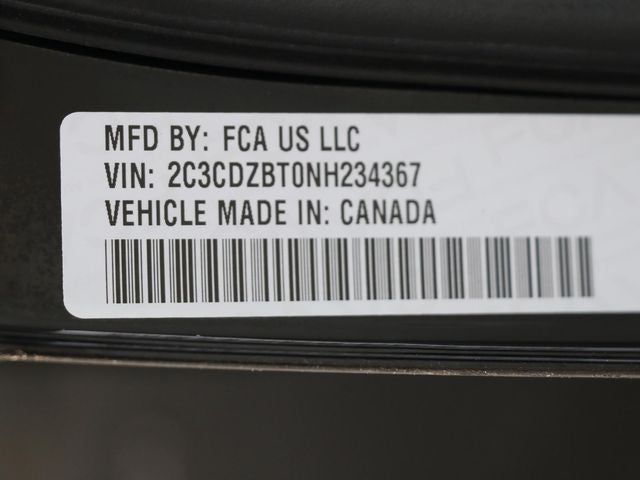 MFD BY: FCA US LLC
VIN: 2C3CDZBT0NH234367
VEHICLE MADE IN: CANADA